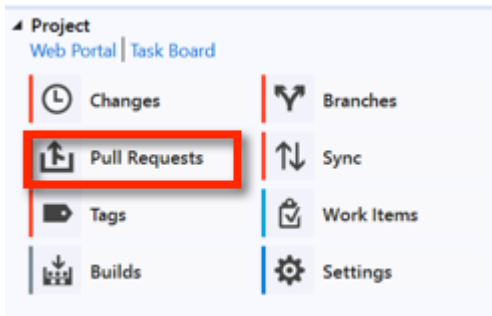 Project
Web Portal | Task Board
Changes
Branches
Pull Requests
Sync
Tags
Work Items
Builds
Settings